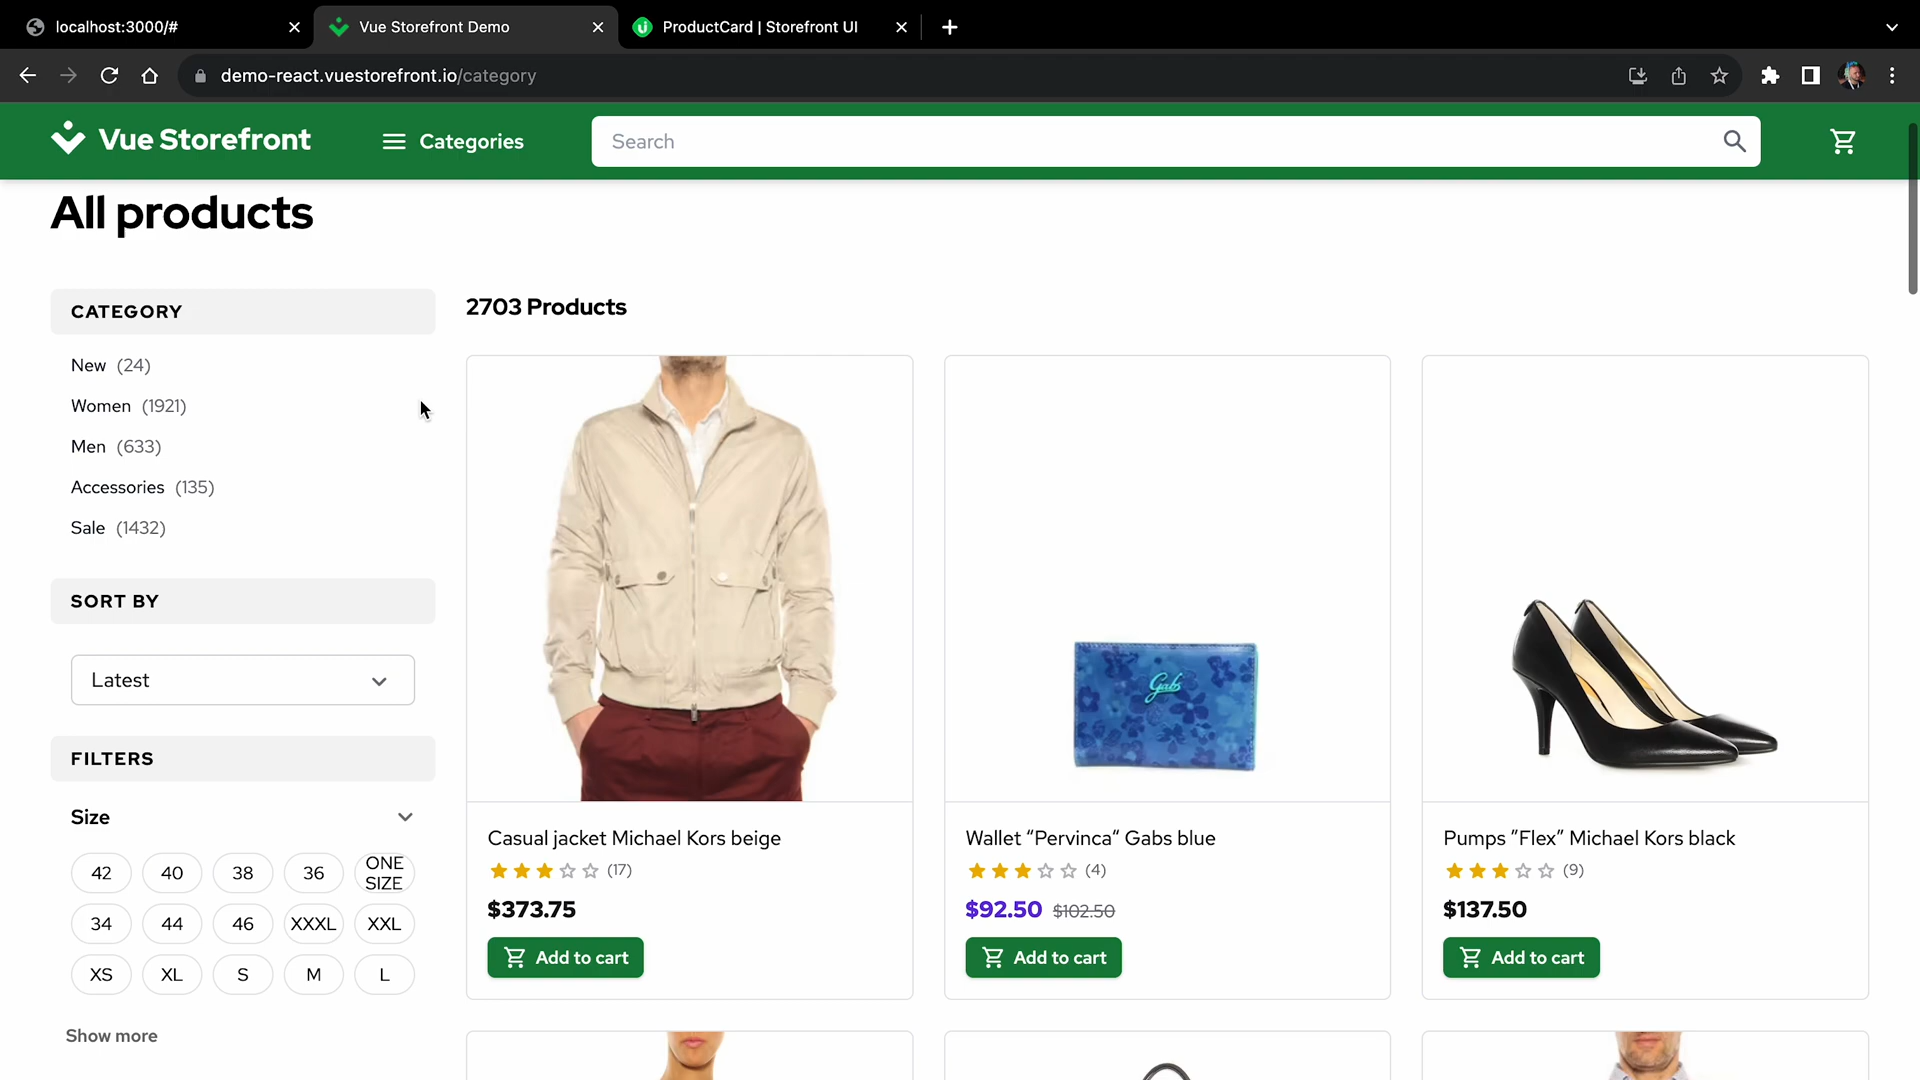 localhost:3000/#
Vue Storefront Demo
ProductCard | Storefront UI
demo-react.vuestorefront.io/category
Vue Storefront
Categories
Search
All products
CATEGORY
New (24)
Women (1921)
Men (633)
Accessories (135)
Sale (1432)
SORT BY
Latest
FILTERS
Size
42 40 38 36 ONE SIZE
34 44 46 XXXL XXL
XS XL S M L
Show more
2703 Products
Gabs
Casual jacket Michael Kors beige
(17)
$373.75
Add to cart
Wallet “Pervinca“ Gabs blue
(4)
$92.50 $102.50
Add to cart
Pumps ”Flex” Michael Kors black
(9)
$137.50
Add to cart